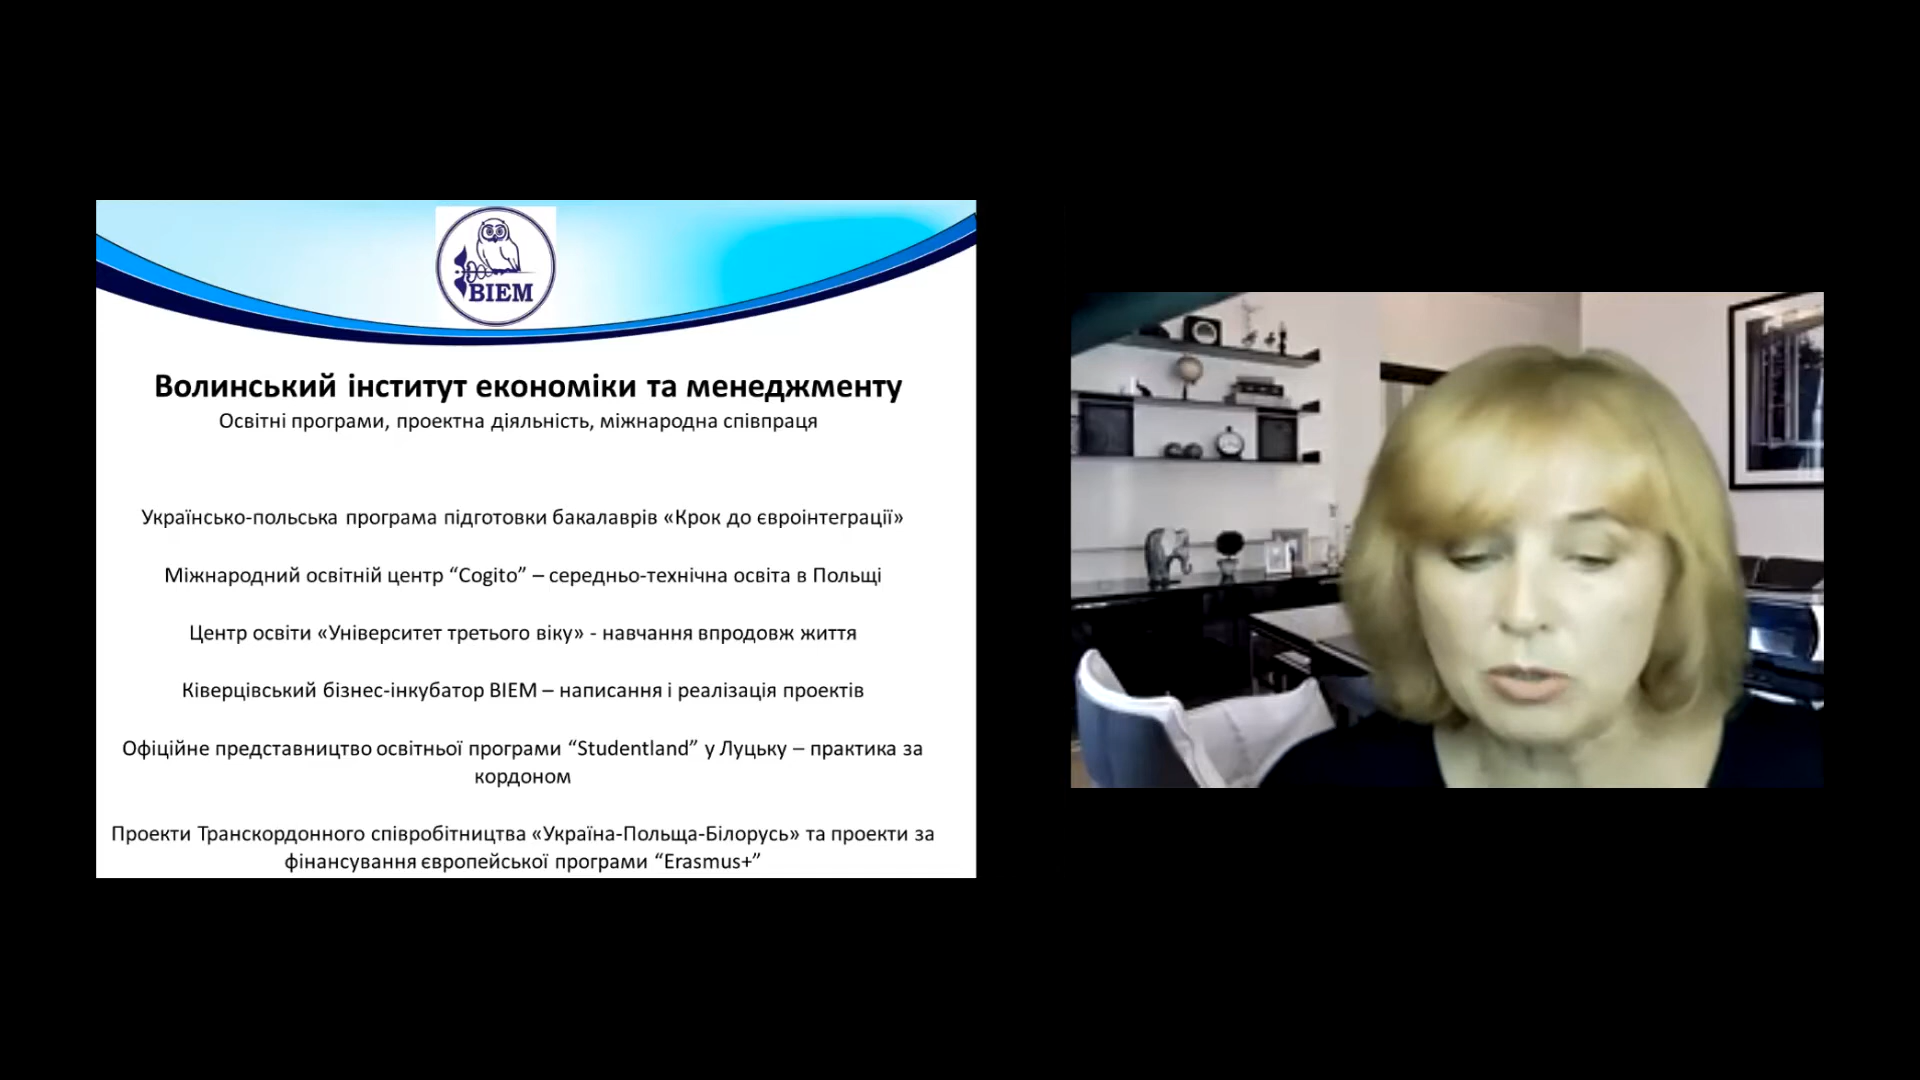 ВІЕМ
Волинський інститут економіки та менеджменту
Освітні програми, проектна діяльність, міжнародна співпраця
Українсько-польська програма підготовки бакалаврів «Крок до євроінтеграції»
Міжнародний освітній центр “Cogito” – середньо-технічна освіта в Польщі
Центр освіти «Університет третього віку» - навчання впродовж життя
Ківерцівський бізнес-інкубатор ВІЕМ – написання і реалізація проектів
Офіційне представництво освітньої програми “Studentland” у Луцьку – практика за
кордоном
Проекти Транскордонного співробітництва «Україна-Польща-Білорусь» та проекти за
фінансування європейської програми “Erasmus+”